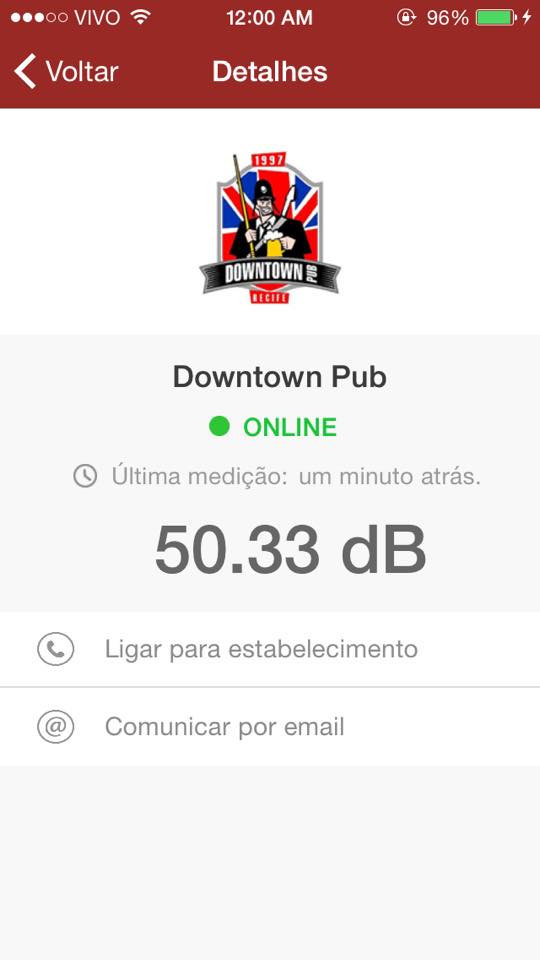 VIVO 12:00 AM 96%
Voltar Detalhes
1997
DOWNTOWN PUB
RECIFE
Downtown Pub
ONLINE
Última medição: um minuto atrás.
50.33 dB
Ligar para estabelecimento
@ Comunicar por email